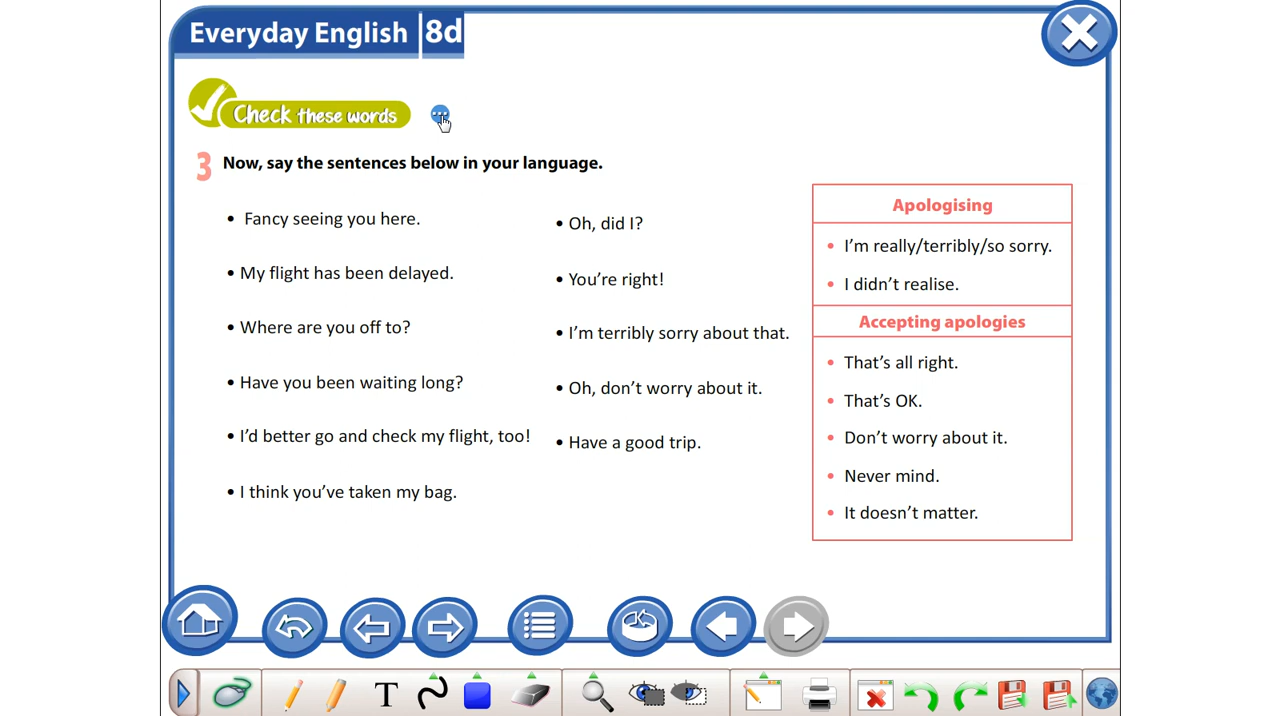 Everyday English 8d
Check these words
3 Now, say the sentences below in your language.
• Fancy seeing you here.
• My flight has been delayed.
• Where are you off to?
• Have you been waiting long?
• I'd better go and check my flight, too!
• I think you've taken my bag.
• Oh, did I?
• You're right!
• I'm terribly sorry about that.
• Oh, don't worry about it.
• Have a good trip.
Apologising
• I'm really/terribly/so sorry.
• I didn't realise.
Accepting apologies
• That's all right.
• That's OK.
• Don't worry about it.
• Never mind.
• It doesn't matter.
T